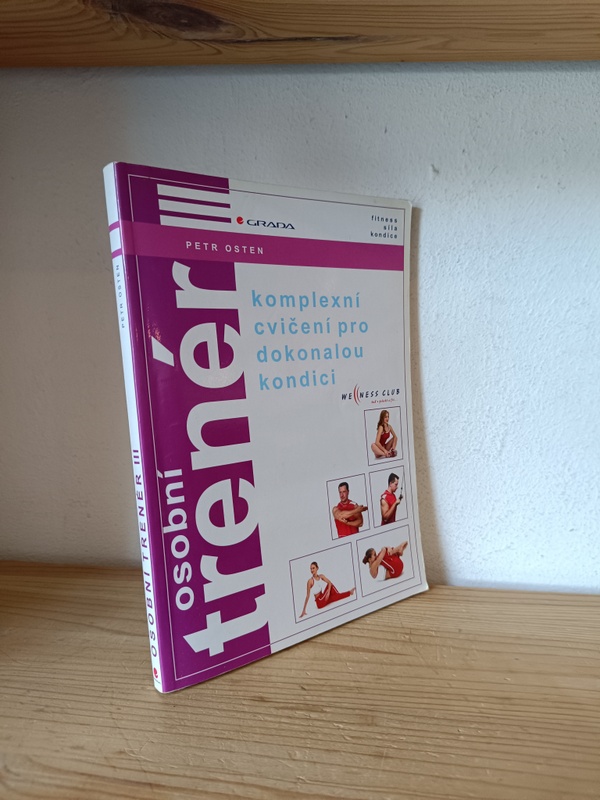 III
GRADA
fitness
síla
kondice
PETR OSTEN
komplexní
cvičení pro
dokonalou
kondici
WELLNESS CLUB
osobní
trenér
PETR OSTEN
OSOBNÍ TRENÉR III